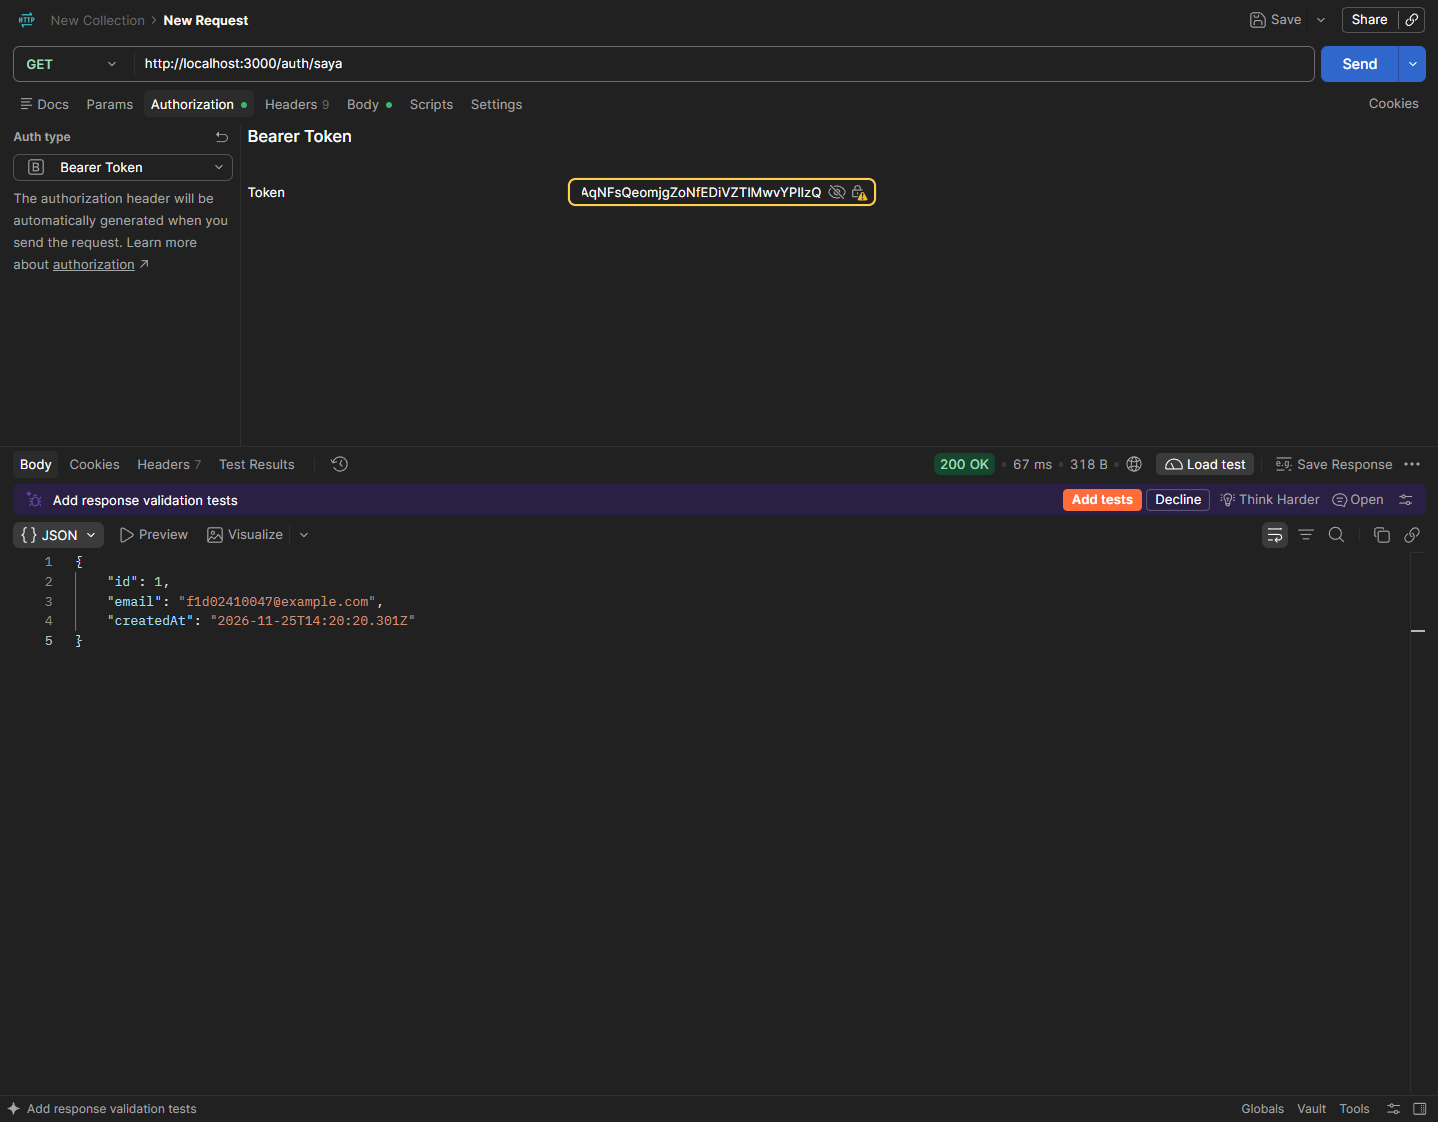 HTTP New Collection > New Request Save Share
GET http://localhost:3000/auth/saya Send
Docs Params Authorization Headers 9 Body Scripts Settings Cookies
Auth type
B Bearer Token
The authorization header will be
automatically generated when you
send the request. Learn more
about authorization
Bearer Token
Token AqNFsQeomjgZoNfEDiVZTIMwvYPIIzQ
Body Cookies Headers 7 Test Results 200 OK 67 ms 318 B Load test e.g. Save Response
Add response validation tests Add tests Decline Think Harder Open
{} JSON Preview Visualize
1 {
2 "id": 1,
3 "email": "f1d02410047@example.com",
4 "createdAt": "2026-11-25T14:20:20.301Z"
5 }
Add response validation tests Globals Vault Tools